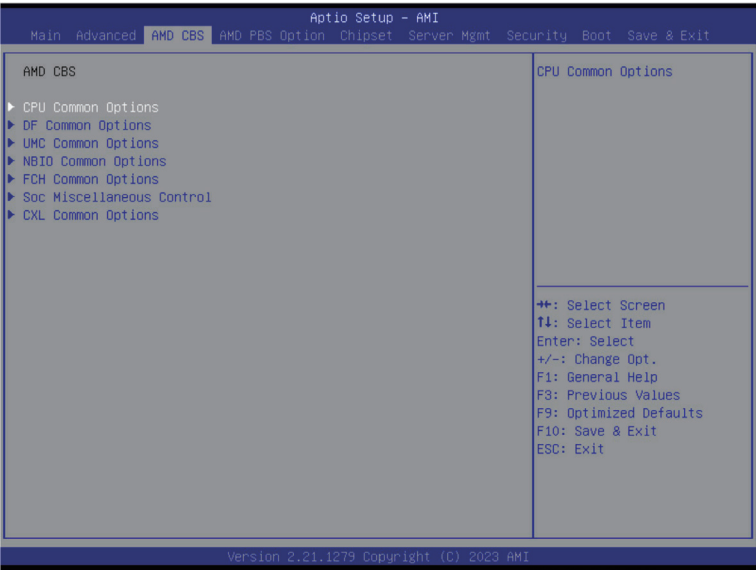 Aptio Setup – AMI
Main Advanced AMD CBS AMD PBS Option Chipset Server Mgmt Security Boot Save & Exit
AMD CBS
CPU Common Options
DF Common Options
UMC Common Options
NBIO Common Options
FCH Common Options
Soc Miscellaneous Control
CXL Common Options
CPU Common Options
→←: Select Screen
↑↓: Select Item
Enter: Select
+/-: Change Opt.
F1: General Help
F3: Previous Values
F9: Optimized Defaults
F10: Save & Exit
ESC: Exit
Version 2.21.1279 Copyright (C) 2023 AMI